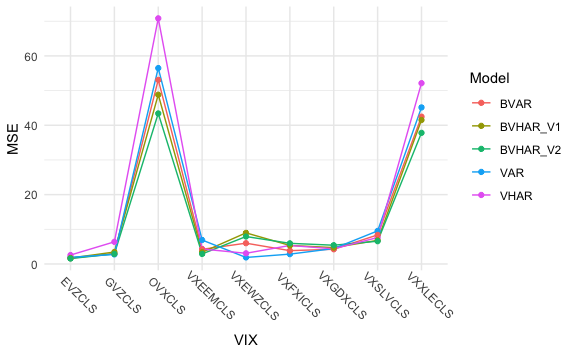 MSE
60
40
20
0
EVZCLS
GVZCLS
OVXCLS
VXEEMCLS
VXEWZCLS
VXFXICLS
VXGDXCLS
VXSLVCLS
VXXLECLS
VIX
Model
BVAR
BVHAR_V1
BVHAR_V2
VAR
VHAR